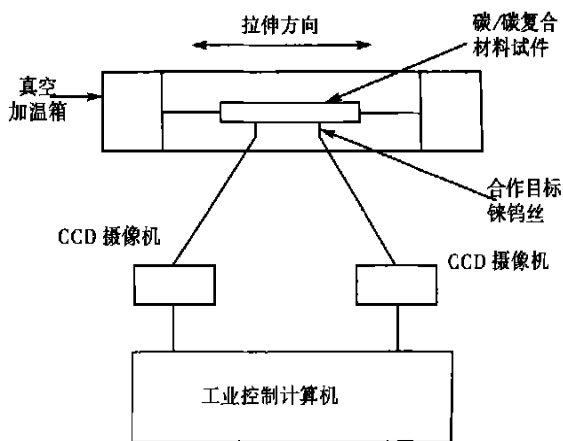 拉伸方向
碳/碳复合
材料试件
真空
加温箱
合作目标
铼钨丝
CCD 摄像机
CCD 摄像机
工业控制计算机